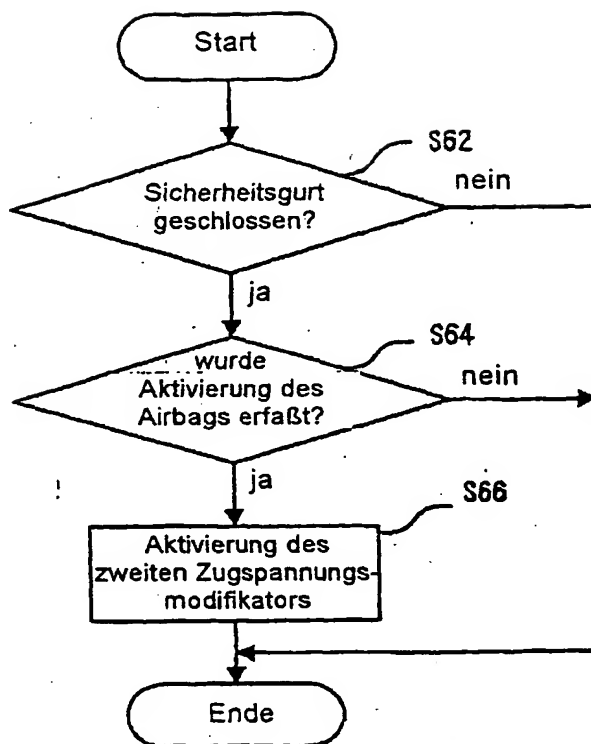 Start
S62
Sicherheitsgurt
geschlossen?
nein
ja
S64
wurde
Aktivierung des
Airbags erfaßt?
nein
ja
S66
Aktivierung des
zweiten Zugspannungs-
modifikators
Ende